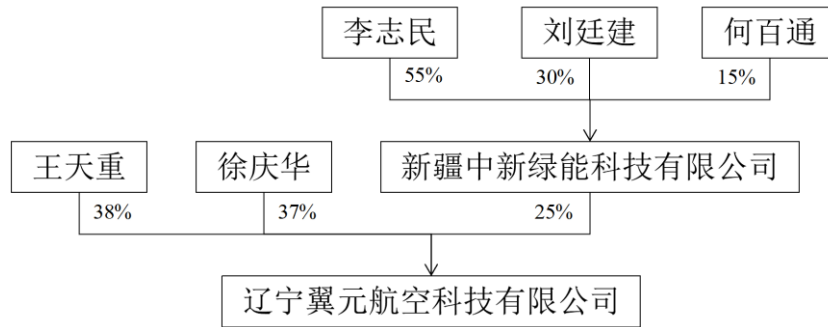 李志民 刘廷建 何百通
55% 30% 15%
王天重 徐庆华 新疆中新绿能科技有限公司
38% 37% 25%
辽宁翼元航空科技有限公司